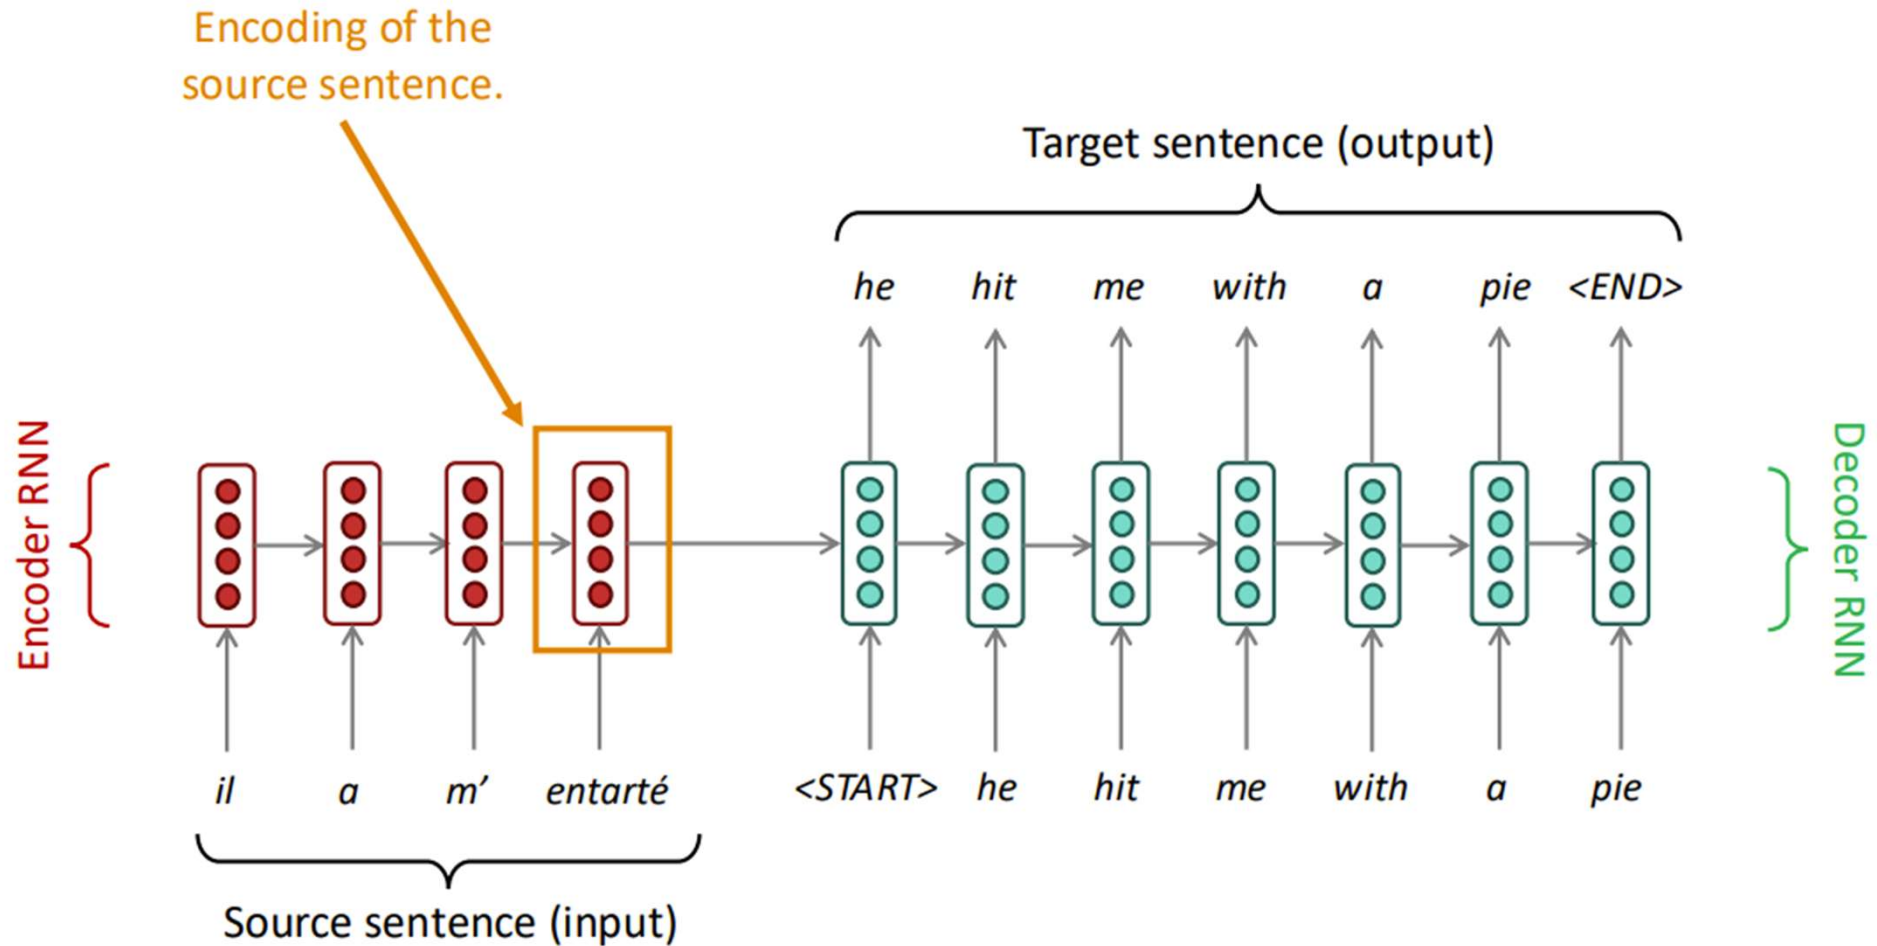 Encoding of the
source sentence.
Target sentence (output)
he hit me with a pie <END>
Encoder RNN
Decoder RNN
il a m’ entarté <START> he hit me with a pie
Source sentence (input)